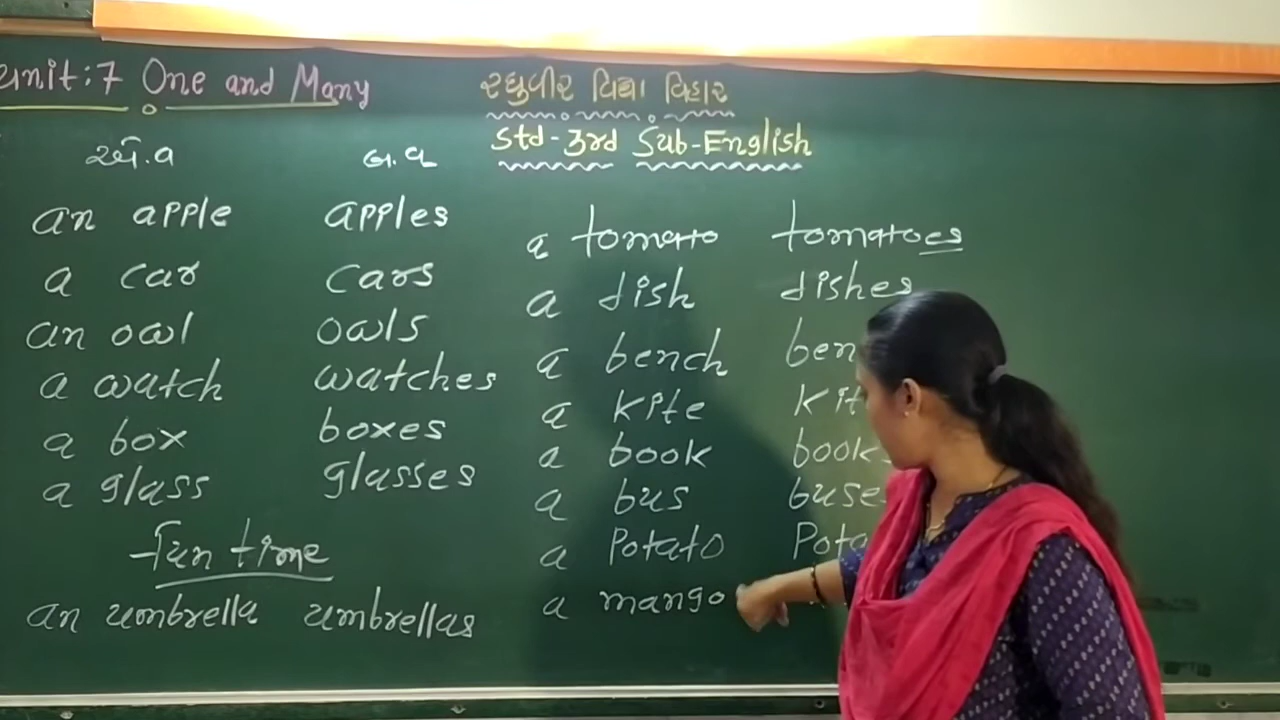 unit:7 One and Many
રઘુવીર વિદ્યા વિહાર
Std-3rd Sub-English
એ.વ બ.વ
an apple apples
a car cars
an owl owls
a watch watches
a box boxes
a glass glasses
Fun time
an umbrella umbrellas
a tomato tomatoes
a dish dishes
a bench ben
a kite kit
a book book
a bus buse
a Potato Pota
a mango